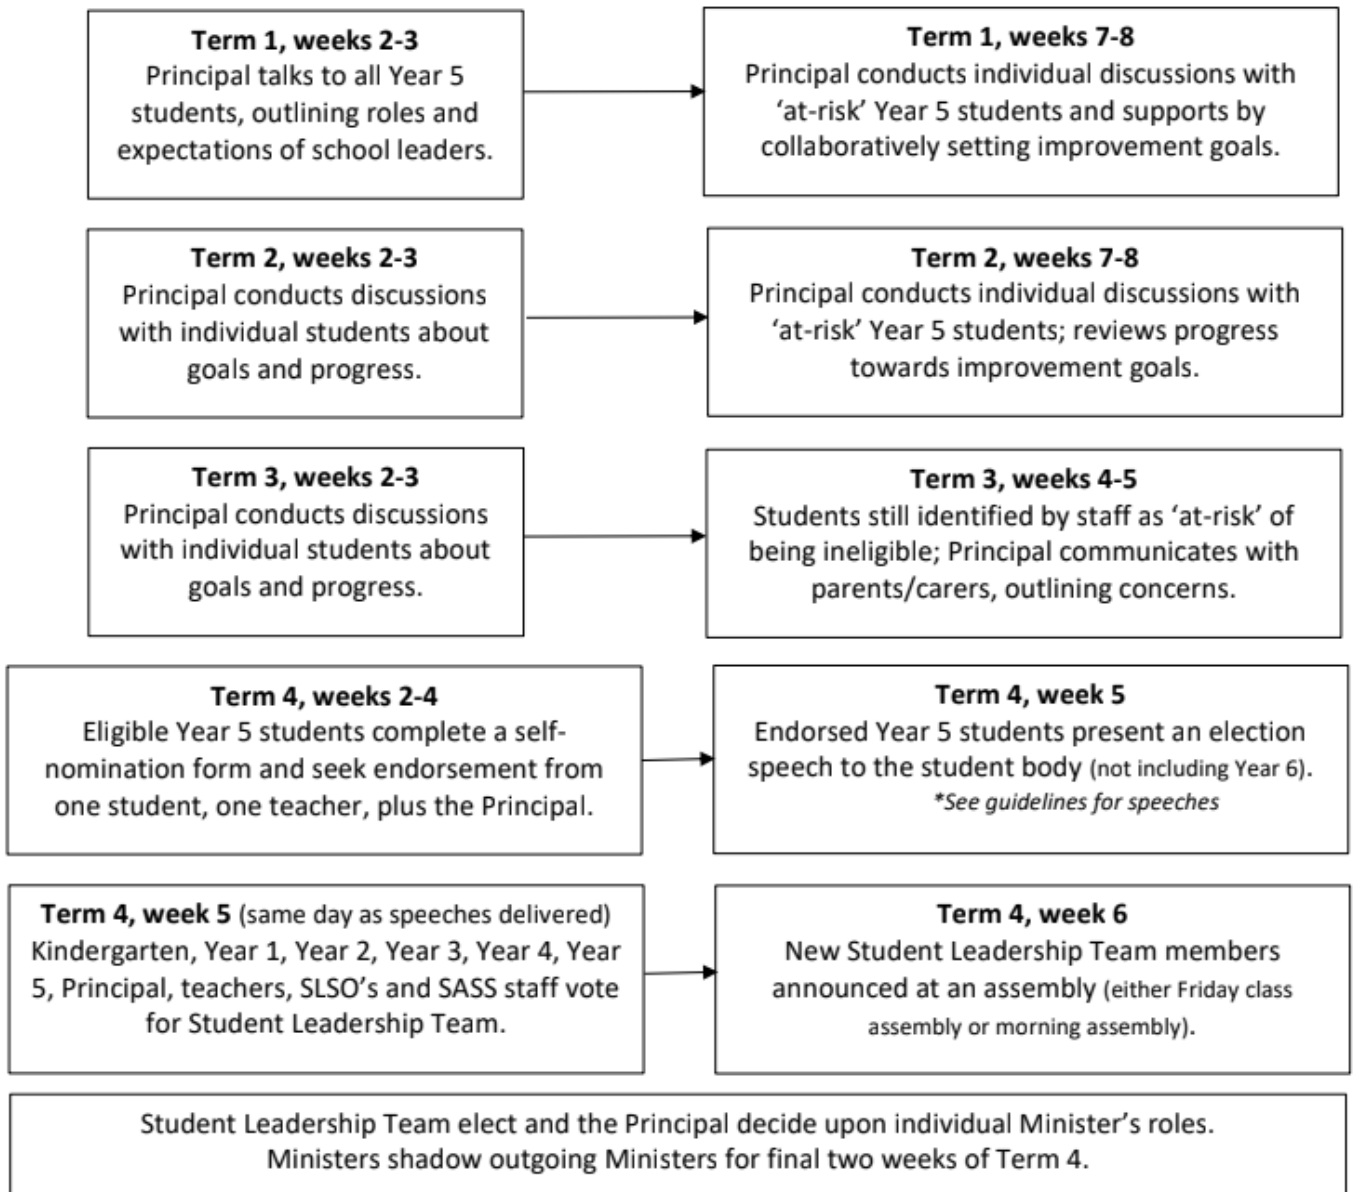 Term 1, weeks 2-3
Principal talks to all Year 5
students, outlining roles and
expectations of school leaders.
Term 1, weeks 7-8
Principal conducts individual discussions with
‘at-risk’ Year 5 students and supports by
collaboratively setting improvement goals.
Term 2, weeks 2-3
Principal conducts discussions
with individual students about
goals and progress.
Term 2, weeks 7-8
Principal conducts individual discussions with
‘at-risk’ Year 5 students; reviews progress
towards improvement goals.
Term 3, weeks 2-3
Principal conducts discussions
with individual students about
goals and progress.
Term 3, weeks 4-5
Students still identified by staff as ‘at-risk’ of
being ineligible; Principal communicates with
parents/carers, outlining concerns.
Term 4, weeks 2-4
Eligible Year 5 students complete a self-
nomination form and seek endorsement from
one student, one teacher, plus the Principal.
Term 4, week 5
Endorsed Year 5 students present an election
speech to the student body (not including Year 6).
*See guidelines for speeches
Term 4, week 5 (same day as speeches delivered)
Kindergarten, Year 1, Year 2, Year 3, Year 4, Year
5, Principal, teachers, SLSO’s and SASS staff vote
for Student Leadership Team.
Term 4, week 6
New Student Leadership Team members
announced at an assembly (either Friday class
assembly or morning assembly).
Student Leadership Team elect and the Principal decide upon individual Minister’s roles.
Ministers shadow outgoing Ministers for final two weeks of Term 4.